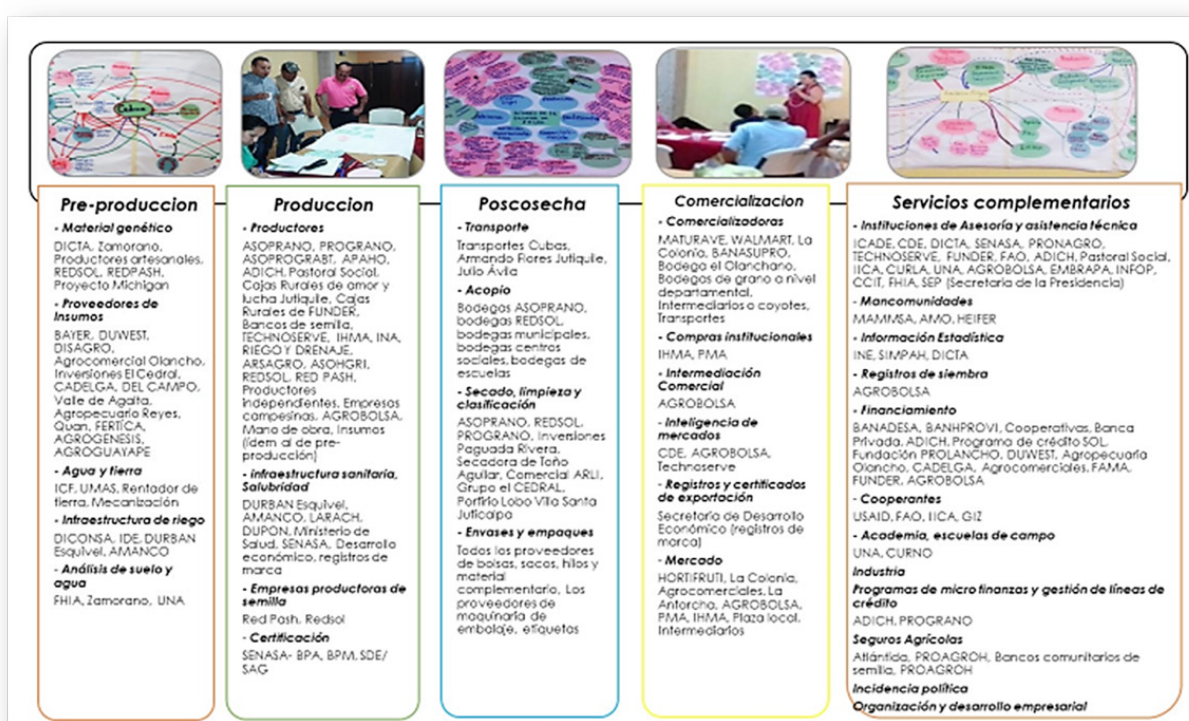 Pre-produccion
- Material genético
DICTA, Zamorano,
Productores artesanales,
REDSOL, REDPASH,
Proyecto Michigan
- Proveedores de
Insumos
BAYER, DUWEST,
DISAGRO,
Agrocomercial Olancho,
Inversiones El Cedral,
CADELGA, DEL CAMPO,
Valle de Agalta,
Agropecuario Reyes,
Quan, FERTICA,
AGROGENESIS,
AGROGUAYAPE
- Agua y tierra
ICF, UMAS, Rentador de
tierra, Mecanización
- Infraestructura de riego
DICONSA, IDE, DURBAN
Esquivel, AMANCO
- Análisis de suelo y
agua
FHIA, Zamorano, UNA
Produccion
- Productores
ASOPRANO, PROGRANO,
ASOPROGRABT, APAHO,
ADICH, Pastoral Social,
Cajas Rurales de amor y
lucha Jutiquile, Cajas
Rurales de FUNDER,
Bancos de semilla,
TECHNOSERVE, IHMA, INA,
RIEGO Y DRENAJE,
ARSAGRO, ASOHGRI,
REDSOL, RED PASH,
Productores
independientes, Empresas
campesinas, AGROBOLSA,
Mano de obra, Insumos
(ídem al de pre-
producción)
- Infraestructura sanitaria,
Salubridad
DURBAN Esquivel,
AMANCO, LARACH,
DUPON, Ministerio de
Salud, SENASA, Desarrollo
económico, registros de
marca
- Empresas productoras de
semilla
Red Pash, Redsol
- Certificación
SENASA- BPA, BPM, SDE/
SAG
Poscosecha
- Transporte
Transportes Cubas,
Armando Flores Jutiquile,
Julio Ávila
- Acopio
Bodegas ASOPRANO,
bodegas REDSOL,
bodegas municipales,
bodegas centros
sociales, bodegas de
escuelas
- Secado, limpieza y
clasificación
ASOPRANO, REDSOL,
PROGRANO, Inversiones
Paguada Rivera,
Secadora de Toño
Aguilar, Comercial ARLI,
Grupo el CEDRAL,
Porfirio Lobo Villa Santa
Juticalpa
- Envases y empaques
Todos los proveedores
de bolsas, sacos, hilos y
material
complementario, Los
proveedores de
maquinaria de
embalaje, etiquetas
Comercializacion
- Comercializadoras
MATURAVE, WALMART, La
Colonia, BANASUPRO,
Bodega el Olanchano,
Bodegas de grano a nivel
departamental,
Intermediarios o coyotes,
Transportes
- Compras institucionales
IHMA, PMA
- Intermediación
Comercial
AGROBOLSA
- Inteligencia de
mercados
CDE, AGROBOLSA,
Technoserve
- Registros y certificados
de exportación
Secretaria de Desarrollo
Económico (registros de
marca)
- Mercado
HORTIFRUTI, La Colonia,
Agrocomerciales, La
Antorcha, AGROBOLSA,
PMA, IHMA, Plaza local,
Intermediarios
Servicios complementarios
- Instituciones de Asesoría y asistencia técnica
ICADE, CDE, DICTA, SENASA, PRONAGRO,
TECHNOSERVE, FUNDER, FAO, ADICH, Pastoral Social,
IICA, CURLA, UNA, AGROBOLSA, EMBRAPA, INFOP,
CCIT, FHIA, SEP (Secretaria de la Presidencia)
- Mancomunidades
MAMMSA, AMO, HEIFER
- Información Estadística
INE, SIMPAH, DICTA
- Registros de siembra
AGROBOLSA
- Financiamiento
BANADESA, BANHPROVI, Cooperativas, Banca
Privada, ADICH, Programa de crédito SOL,
Fundación PROLANCHO, DUWEST, Agropecuaria
Olancho, CADELGA, Agrocomerciales, FAMA,
FUNDER, AGROBOLSA
- Cooperantes
USAID, FAO, IICA, GIZ
- Academia, escuelas de campo
UNA, CURNO
Industria
Programas de micro finanzas y gestión de líneas de
crédito
ADICH, PROGRANO
Seguros Agrícolas
Atlántida, PROAGROH, Bancos comunitarios de
semilla, PROAGROH
Incidencia política
Organización y desarrollo empresarial